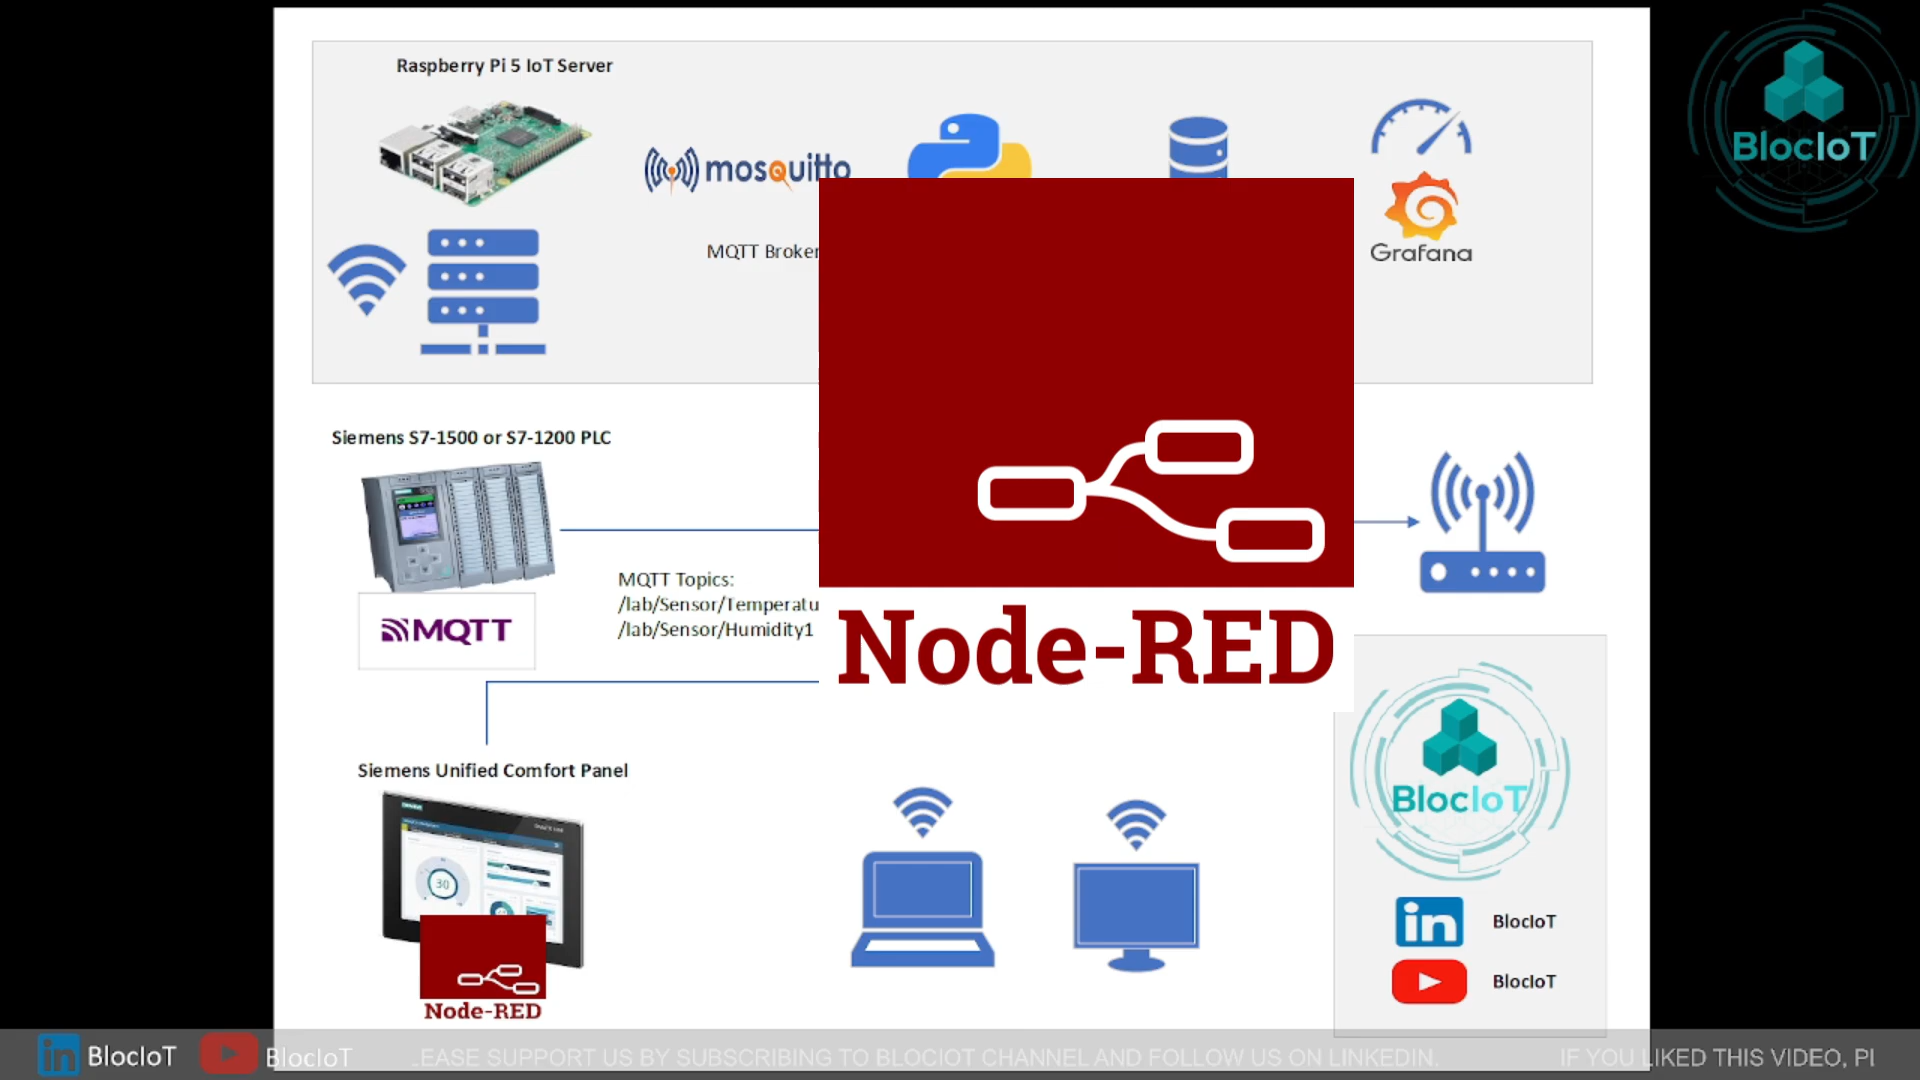 Raspberry Pi 5 IoT Server
mosquitto
MQTT Broker
Grafana
BlocIoT
Siemens S7-1500 or S7-1200 PLC
MQTT
MQTT Topics:
/lab/Sensor/Temperatu
/lab/Sensor/Humidity1
Node-RED
Siemens Unified Comfort Panel
30
Node-RED
BlocIoT
in BlocIoT
BlocIoT
in BlocIoT
BlocIoT
.EASE SUPPORT US BY SUBSCRIBING TO BLOCIOT CHANNEL AND FOLLOW US ON LINKEDIN.
IF YOU LIKED THIS VIDEO, PI